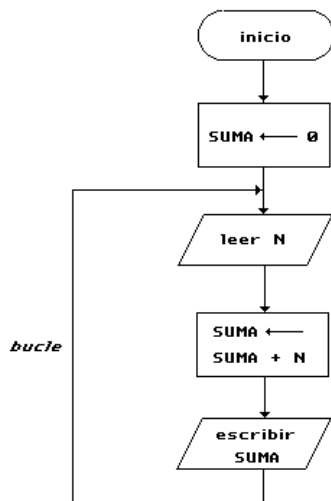 inicio
SUMA ← 0
leer N
SUMA ←
SUMA + N
bucle
escribir
SUMA